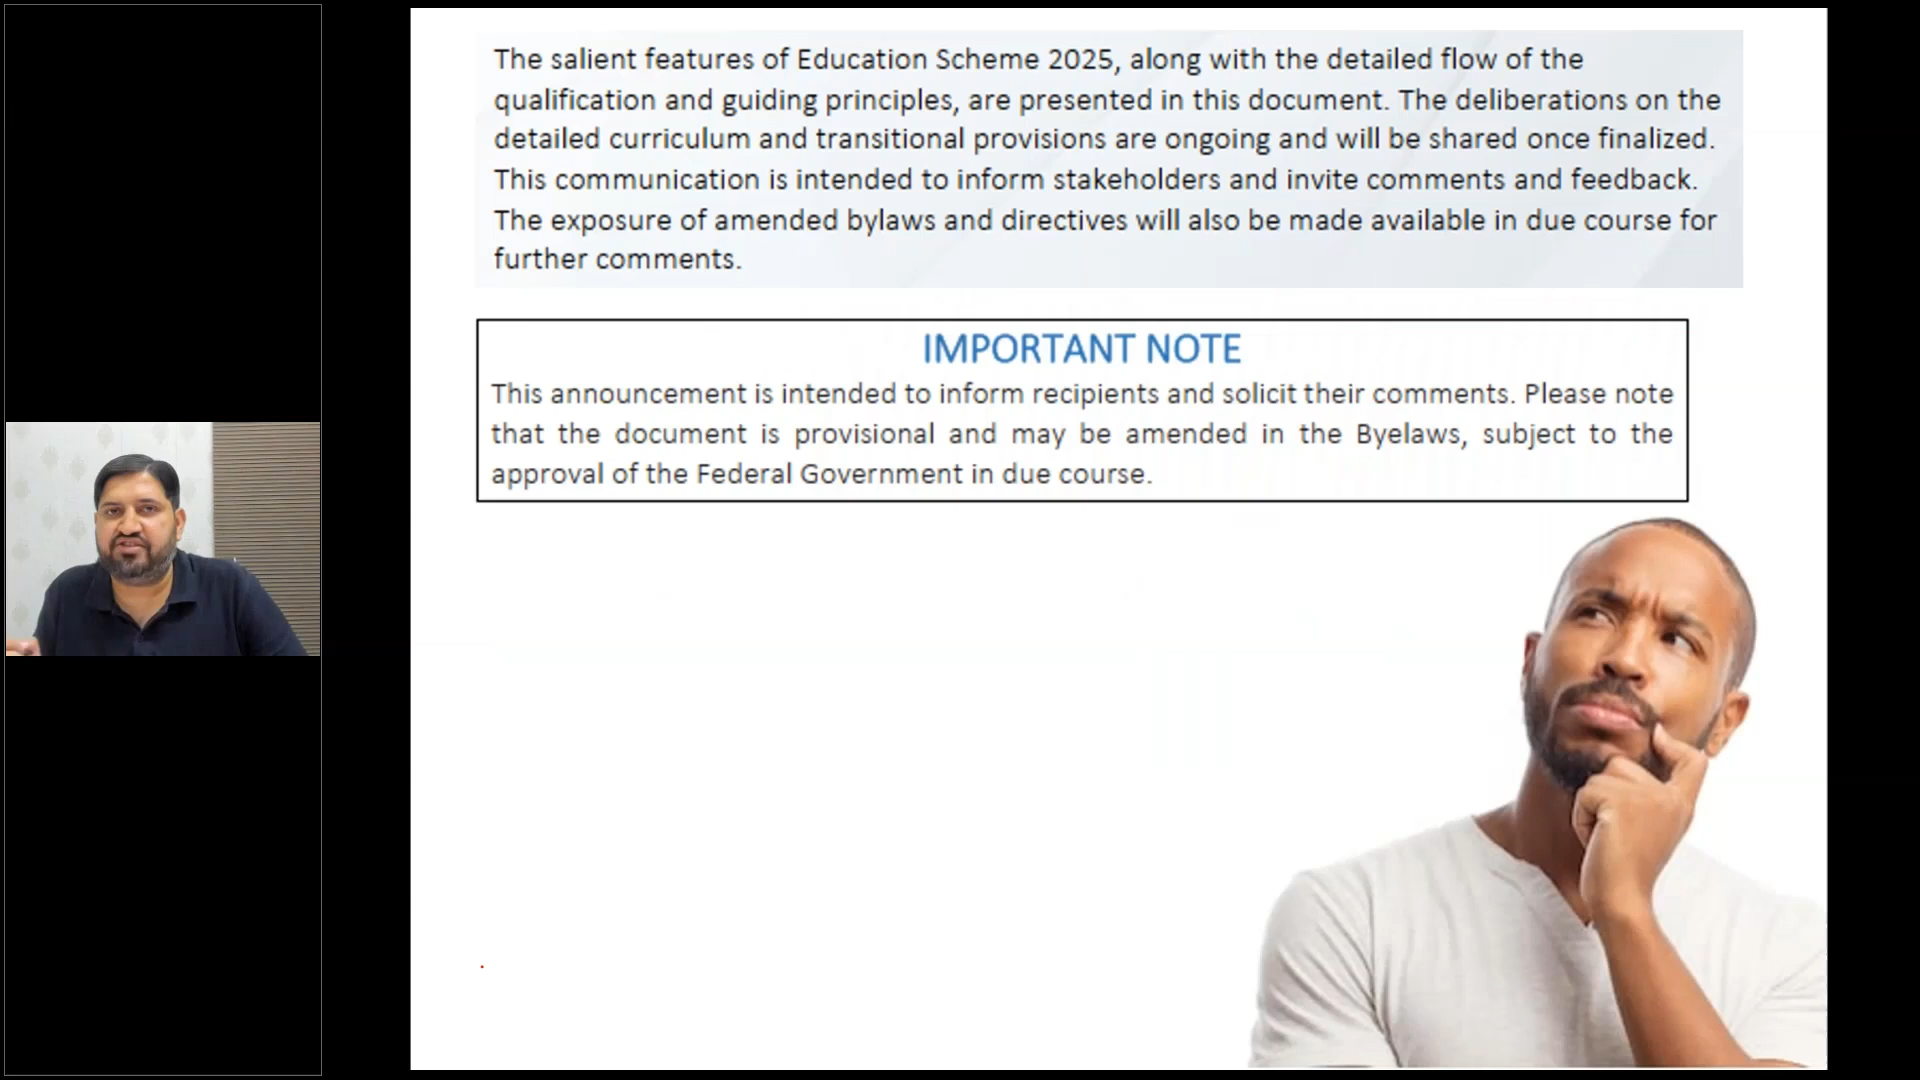 The salient features of Education Scheme 2025, along with the detailed flow of the
qualification and guiding principles, are presented in this document. The deliberations on the
detailed curriculum and transitional provisions are ongoing and will be shared once finalized.
This communication is intended to inform stakeholders and invite comments and feedback.
The exposure of amended bylaws and directives will also be made available in due course for
further comments.
IMPORTANT NOTE
This announcement is intended to inform recipients and solicit their comments. Please note
that the document is provisional and may be amended in the Byelaws, subject to the
approval of the Federal Government in due course.